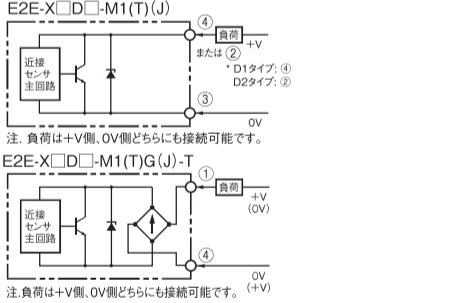 E2E-X□D□-M1(T)(J)
④
負荷
+V
または ②
* D1タイプ: ④
D2タイプ: ②
近接
センサ
主回路
③
0V
注. 負荷は+V側、0V側どちらにも接続可能です。
E2E-X□D□-M1(T)G(J)-T
①
負荷
+V
(0V)
近接
センサ
主回路
④
0V
(+V)
注.負荷は+V側、0V側どちらにも接続可能です。